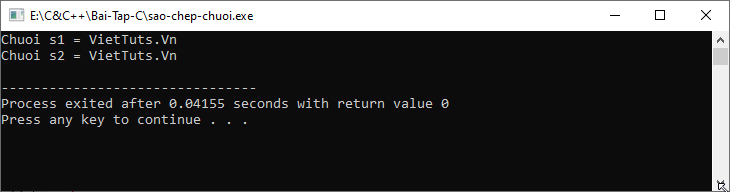 E:\C&C++\Bai-Tap-C\sao-chep-chuoi.exe
Chuoi s1 = VietTuts.Vn
Chuoi s2 = VietTuts.Vn
--------------------------------
Process exited after 0.04155 seconds with return value 0
Press any key to continue . . .